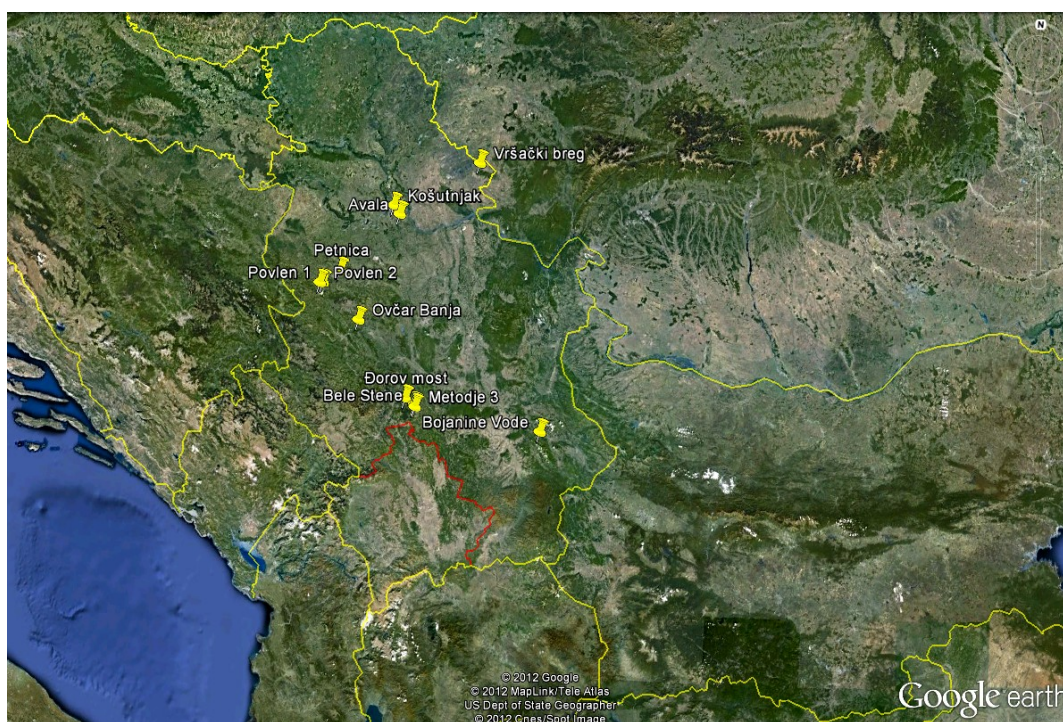 N
Vršački breg
Košutnjak
Avala
Petnica
Povlen 1
Povlen 2
Ovčar Banja
Đorov most
Bele Stene
Metodje 3
Bojanine Vode
© 2012 Google
© 2012 MapLink/Tele Atlas
US Dept of State Geographer
© 2012 Cnes/Spot Image
Google earth